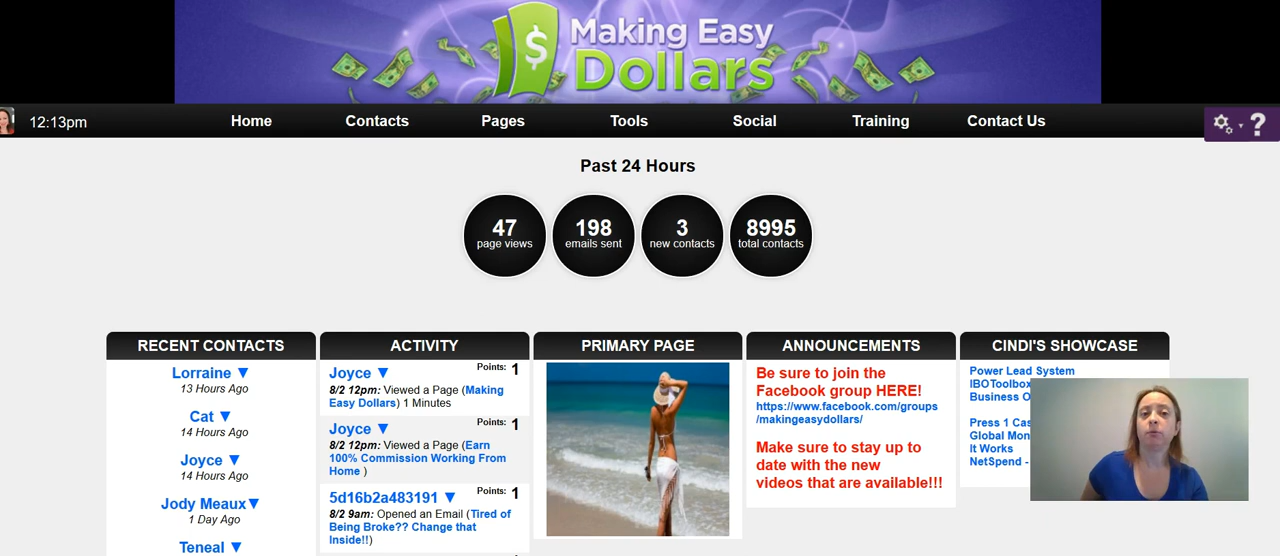 Making Easy
Dollars
$
12:13pm
Home
Contacts
Pages
Tools
Social
Training
Contact Us
?
Past 24 Hours
47
page views
198
emails sent
3
new contacts
8995
total contacts
RECENT CONTACTS
Lorraine ▼
13 Hours Ago
Cat ▼
14 Hours Ago
Joyce ▼
14 Hours Ago
Jody Meaux▼
1 Day Ago
Teneal ▼
ACTIVITY
Joyce ▼
Points: 1
8/2 12pm: Viewed a Page (Making
Easy Dollars) 1 Minutes
Joyce ▼
Points: 1
8/2 12pm: Viewed a Page (Earn
100% Commission Working From
Home )
5d16b2a483191 ▼
Points: 1
8/2 9am: Opened an Email (Tired of
Being Broke?? Change that
Inside!!)
PRIMARY PAGE
ANNOUNCEMENTS
Be sure to join the
Facebook group HERE!
https://www.facebook.com/groups
/makingeasydollars/
Make sure to stay up to
date with the new
videos that are available!!!
CINDI'S SHOWCASE
Power Lead System
IBOToolbox
Business O
Press 1 Cas
Global Mon
It Works
NetSpend -